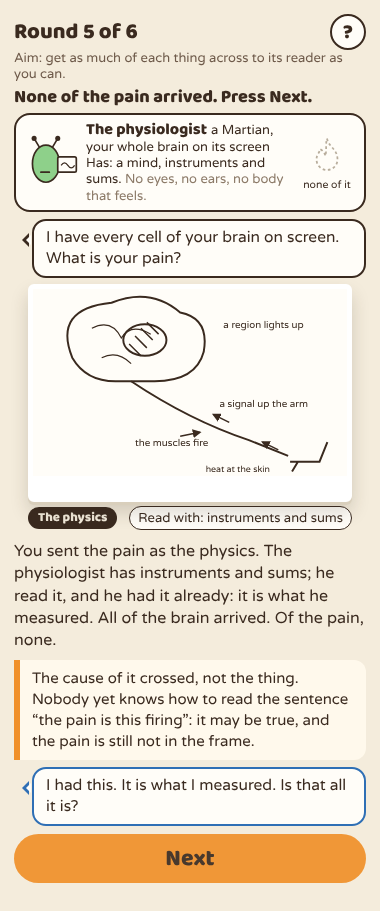 Round 5 of 6
?
Aim: get as much of each thing across to its reader as
you can.
None of the pain arrived. Press Next.
The physiologist a Martian,
your whole brain on its screen
Has: a mind, instruments and
sums. No eyes, no ears, no body
that feels.
none of it
I have every cell of your brain on screen.
What is your pain?
a region lights up
a signal up the arm
the muscles fire
heat at the skin
The physics
Read with: instruments and sums
You sent the pain as the physics. The
physiologist has instruments and sums; he
read it, and he had it already: it is what he
measured. All of the brain arrived. Of the pain,
none.
The cause of it crossed, not the thing.
Nobody yet knows how to read the sentence
“the pain is this firing”: it may be true, and
the pain is still not in the frame.
I had this. It is what I measured. Is that all
it is?
Next